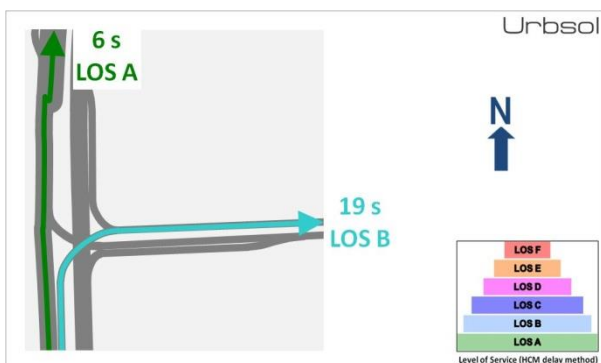 Urbsol
6 s
LOS A
N
19 s
LOS B
LOS F
LOS E
LOS D
LOS C
LOS B
LOS A
Level of Service (HCM delay method)